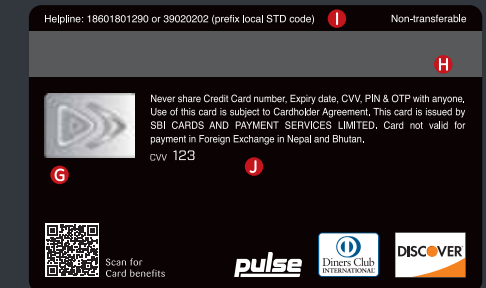 Helpline: 18601801290 or 39020202 (prefix local STD code) I Non-transferable
H
Never share Credit Card number, Expiry date, CVV, PIN & OTP with anyone,
Use of this card is subject to Cardholder Agreement, This card is issued by
SBI CARDS AND PAYMENT SERVICES LIMITED. Card not valid for
payment in Foreign Exchange in Nepal and Bhutan.
CVV 123
G
J
Scan for
Card benefits
pulse
Diners Club
INTERNATIONAL
DISCOVER